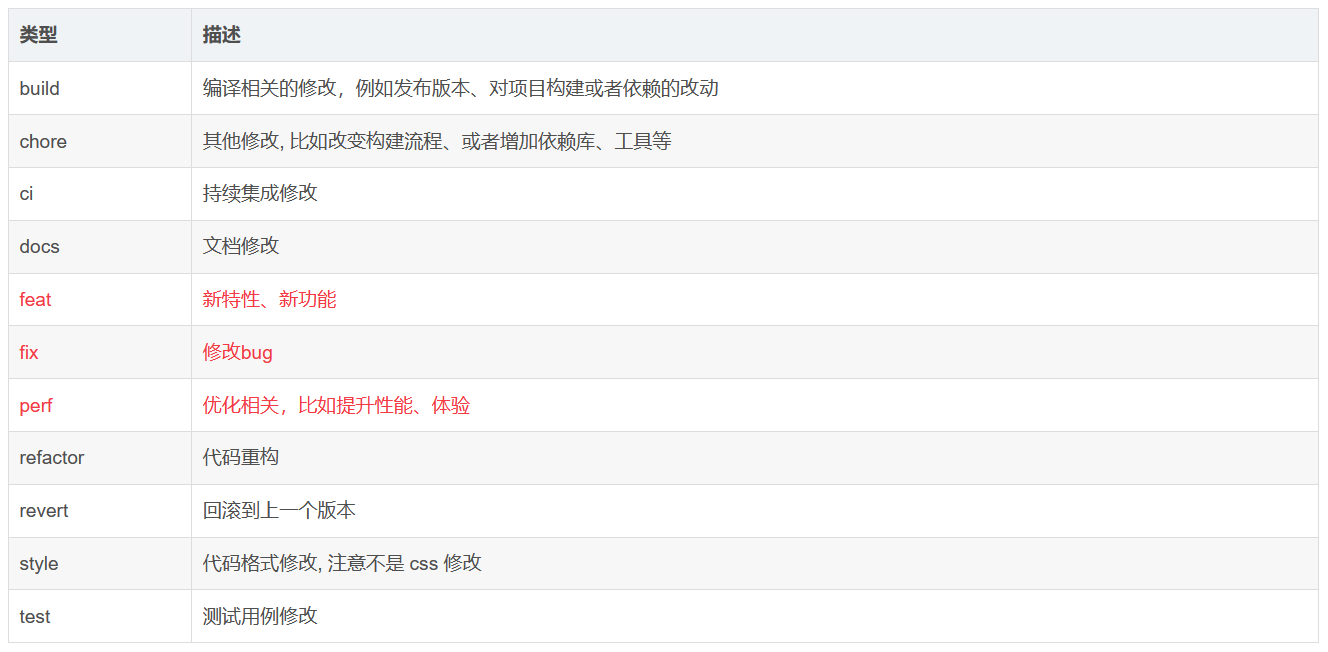 类型 描述
build 编译相关的修改，例如发布版本、对项目构建或者依赖的改动
chore 其他修改, 比如改变构建流程、或者增加依赖库、工具等
ci 持续集成修改
docs 文档修改
feat 新特性、新功能
fix 修改bug
perf 优化相关，比如提升性能、体验
refactor 代码重构
revert 回滚到上一个版本
style 代码格式修改, 注意不是 css 修改
test 测试用例修改